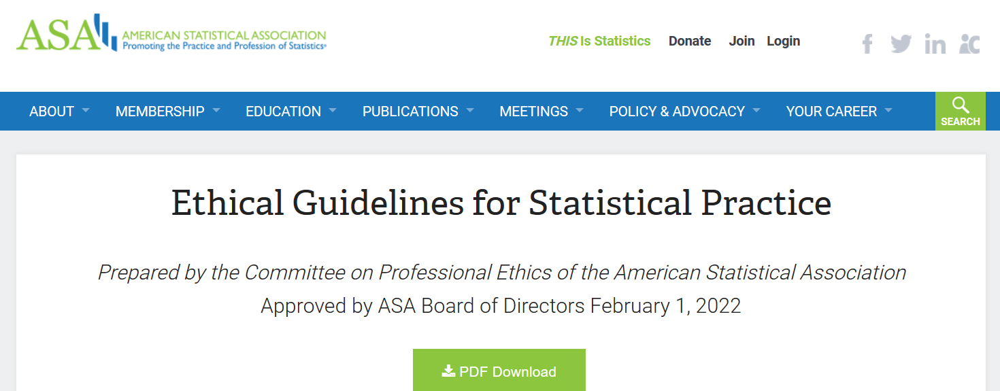 ASA AMERICAN STATISTICAL ASSOCIATION
Promoting the Practice and Profession of Statistics®
THIS Is Statistics Donate Join Login
ABOUT MEMBERSHIP EDUCATION PUBLICATIONS MEETINGS POLICY & ADVOCACY YOUR CAREER
SEARCH
Ethical Guidelines for Statistical Practice
Prepared by the Committee on Professional Ethics of the American Statistical Association
Approved by ASA Board of Directors February 1, 2022
PDF Download